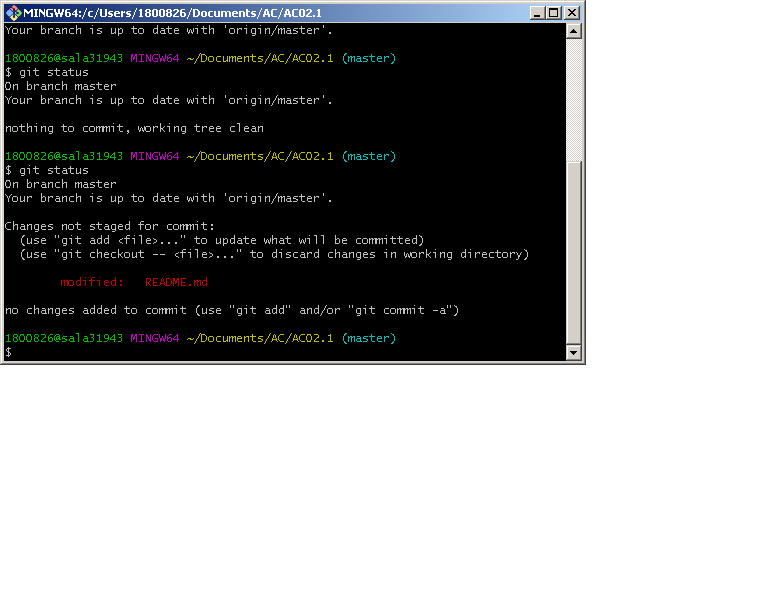 MINGW64:/c/Users/1800826/Documents/AC/AC02.1
Your branch is up to date with 'origin/master'.
1800826@sala31943 MINGW64 ~/Documents/AC/AC02.1 (master)
$ git status
On branch master
Your branch is up to date with 'origin/master'.
nothing to commit, working tree clean
1800826@sala31943 MINGW64 ~/Documents/AC/AC02.1 (master)
$ git status
On branch master
Your branch is up to date with 'origin/master'.
Changes not staged for commit:
  (use "git add <file>..." to update what will be committed)
  (use "git checkout -- <file>..." to discard changes in working directory)
        modified:   README.md
no changes added to commit (use "git add" and/or "git commit -a")
1800826@sala31943 MINGW64 ~/Documents/AC/AC02.1 (master)
$